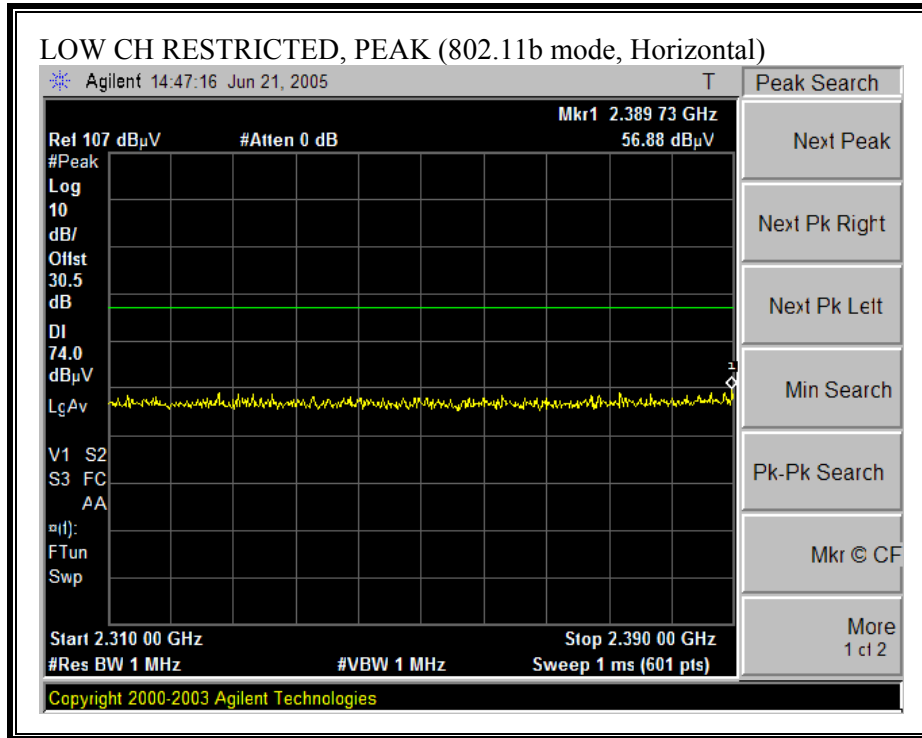 LOW CH RESTRICTED, PEAK (802.11b mode, Horizontal)
Agilent 14:47:16 Jun 21, 2005 T
Peak Search
Mkr1 2.389 73 GHz
Ref 107 dBµV #Atten 0 dB 56.88 dBµV
#Peak
Log
10
dB/
Offst
30.5
dB
DI
74.0
dBµV
LgAv
V1 S2
S3 FC
AA
¤(f):
FTun
Swp
1
Start 2.310 00 GHz Stop 2.390 00 GHz
#Res BW 1 MHz #VBW 1 MHz Sweep 1 ms (601 pts)
Copyright 2000-2003 Agilent Technologies
Next Peak
Next Pk Right
Next Pk Left
Min Search
Pk-Pk Search
Mkr © CF
More
1 of 2